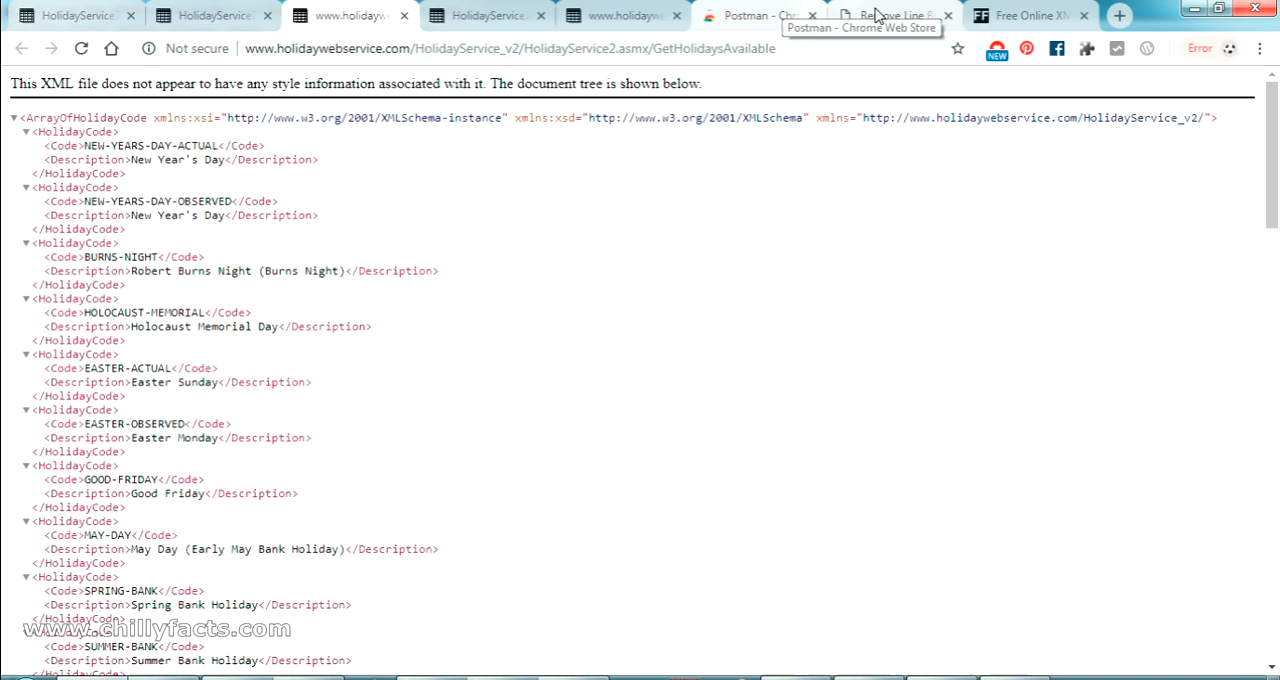 HolidayService
HolidayService
www.holidayw
HolidayServ
www.holidayw
Postman - Chr
Remove Line B
Free Online XM
Postman - Chrome Web Store
Not secure
www.holidaywebservice.com/HolidayService_v2/HolidayService2.asmx/GetHolidaysAvailable
NEW
Error
This XML file does not appear to have any style information associated with it. The document tree is shown below.
<ArrayOfHolidayCode xmlns:xsi="http://www.w3.org/2001/XMLSchema-instance" xmlns:xsd="http://www.w3.org/2001/XMLSchema" xmlns="http://www.holidaywebservice.com/HolidayService_v2/">
<HolidayCode>
<Code>NEW-YEARS-DAY-ACTUAL</Code>
<Description>New Year's Day</Description>
</HolidayCode>
<HolidayCode>
<Code>NEW-YEARS-DAY-OBSERVED</Code>
<Description>New Year's Day</Description>
</HolidayCode>
<HolidayCode>
<Code>BURNS-NIGHT</Code>
<Description>Robert Burns Night (Burns Night)</Description>
</HolidayCode>
<HolidayCode>
<Code>HOLOCAUST-MEMORIAL</Code>
<Description>Holocaust Memorial Day</Description>
</HolidayCode>
<HolidayCode>
<Code>EASTER-ACTUAL</Code>
<Description>Easter Sunday</Description>
</HolidayCode>
<HolidayCode>
<Code>EASTER-OBSERVED</Code>
<Description>Easter Monday</Description>
</HolidayCode>
<HolidayCode>
<Code>GOOD-FRIDAY</Code>
<Description>Good Friday</Description>
</HolidayCode>
<HolidayCode>
<Code>MAY-DAY</Code>
<Description>May Day (Early May Bank Holiday)</Description>
</HolidayCode>
<HolidayCode>
<Code>SPRING-BANK</Code>
<Description>Spring Bank Holiday</Description>
</HolidayCode>
www.chillyfacts.com
<Code>SUMMER-BANK</Code>
<Description>Summer Bank Holiday</Description>